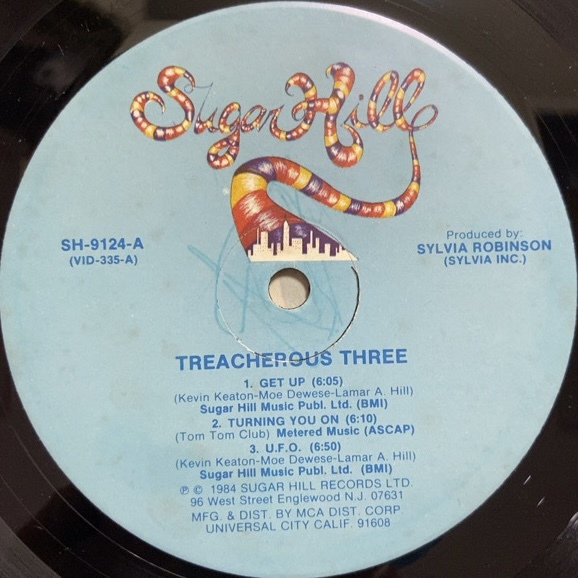 Sugar Hill
SH-9124-A
(VID-335-A)
Produced by:
SYLVIA ROBINSON
(SYLVIA INC.)
TREACHEROUS THREE
1. GET UP (6:05)
(Kevin Keaton-Moe Dewese-Lamar A. Hill)
Sugar Hill Music Publ. Ltd. (BMI)
2. TURNING YOU ON (6:10)
(Tom Tom Club) Metered Music (ASCAP)
3. U.F.O. (6:50)
(Kevin Keaton-Moe Dewese-Lamar A. Hill)
Sugar Hill Music Publ. Ltd. (BMI)
℗ © 1984 SUGAR HILL RECORDS LTD.
96 West Street Englewood N.J. 07631
MFG. & DIST. BY MCA DIST. CORP.
UNIVERSAL CITY CALIF. 91608